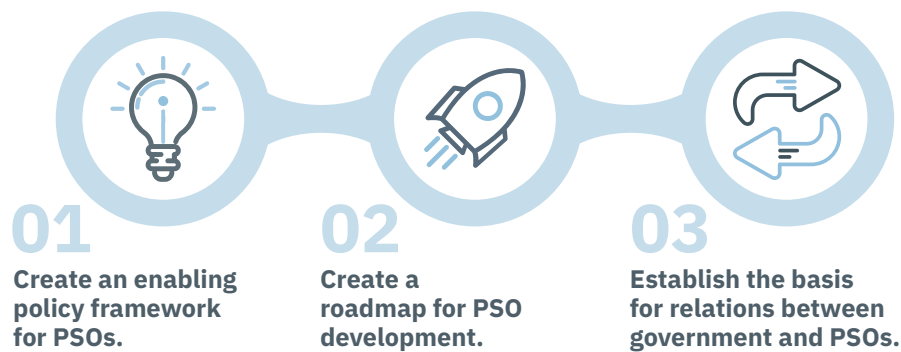 01
Create an enabling
policy framework
for PSOs.
02
Create a
roadmap for PSO
development.
03
Establish the basis
for relations between
government and PSOs.